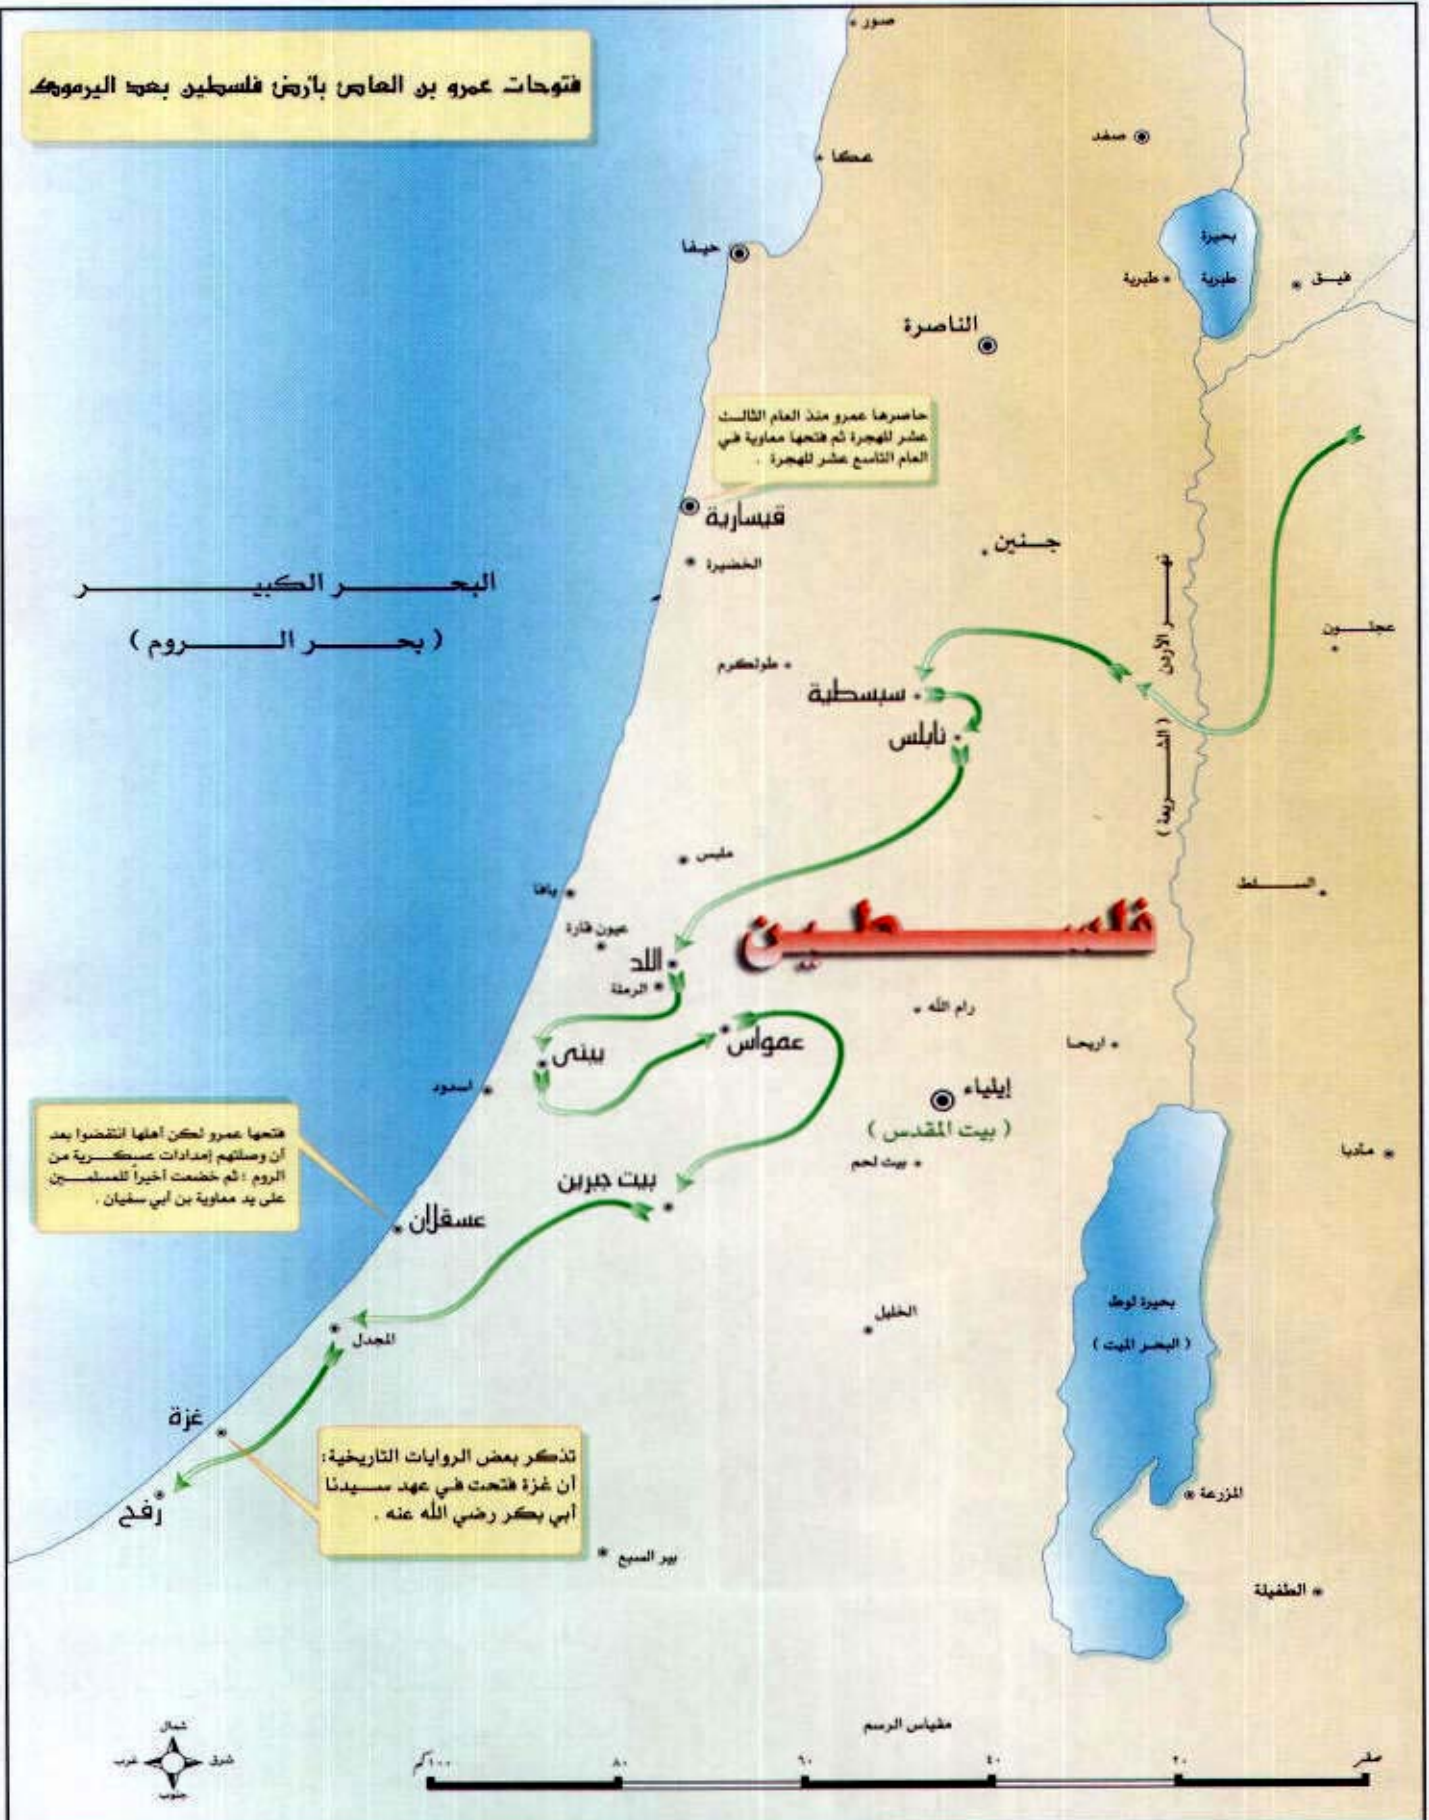 فتوحات عمرو بن العاص بأرض فلسطين بعد اليرموك
صور
صفد
عكا
حيفا
بحيرة
طبرية
طبرية
فيق
الناصرة
حاصرها عمرو منذ العام الثالث
عشر للهجرة ثم فتحها معاوية في
العام التاسع عشر للهجرة .
قيسارية
الخضيرة
جنين
البحر الكبير
( بحر الروم )
نهر الأردن
( الشريعة )
عجلون
طولكرم
سبسطية
نابلس
ملبس
السلط
يافا
عيون قارة
فلسطين
اللد
الرملة
رام الله
اريحا
عمواس
يبنى
اسدود
إيلياء
( بيت المقدس )
بيت لحم
مادبا
فتحها عمرو لكن أهلها انتقضوا بعد
أن وصلتهم إمدادات عسكرية من
الروم ؛ ثم خضعت أخيراً للمسلمين
على يد معاوية بن أبي سفيان .
بيت جبرين
عسقلان
بحيرة لوط
( البحر الميت )
الخليل
المجدل
غزة
تذكر بعض الروايات التاريخية:
أن غزة فتحت في عهد سيدنا
أبي بكر رضي الله عنه .
رفح
المزرعة
بير السبع
الطفيلة
مقياس الرسم
صفر ٢٠ ٤٠ ٦٠ ٨٠ ١٠٠كم
شمال
شرق
غرب
جنوب